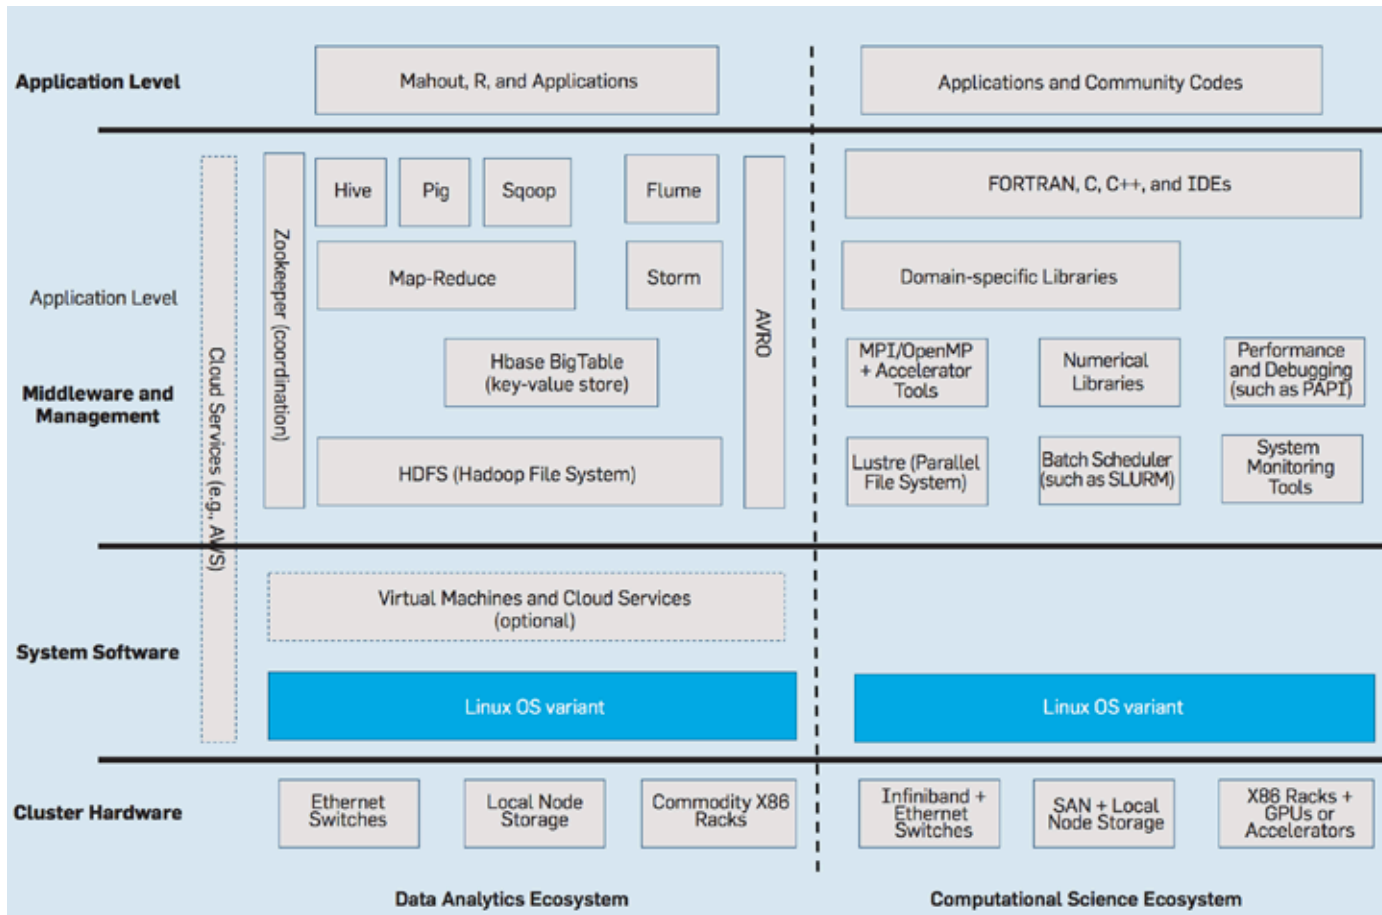 Application Level
Mahout, R, and Applications
Applications and Community Codes
Cloud Services (e.g., AWS)
Zookeeper (coordination)
Hive
Pig
Sqoop
Flume
AVRO
FORTRAN, C, C++, and IDEs
Application Level
Map-Reduce
Storm
Domain-specific Libraries
Middleware and
Management
Hbase BigTable
(key-value store)
MPI/OpenMP
+ Accelerator
Tools
Numerical
Libraries
Performance
and Debugging
(such as PAPI)
HDFS (Hadoop File System)
Lustre (Parallel
File System)
Batch Scheduler
(such as SLURM)
System
Monitoring
Tools
System Software
Virtual Machines and Cloud Services
(optional)
Linux OS variant
Linux OS variant
Cluster Hardware
Ethernet
Switches
Local Node
Storage
Commodity X86
Racks
Infiniband +
Ethernet
Switches
SAN + Local
Node Storage
X86 Racks +
GPUs or
Accelerators
Data Analytics Ecosystem
Computational Science Ecosystem